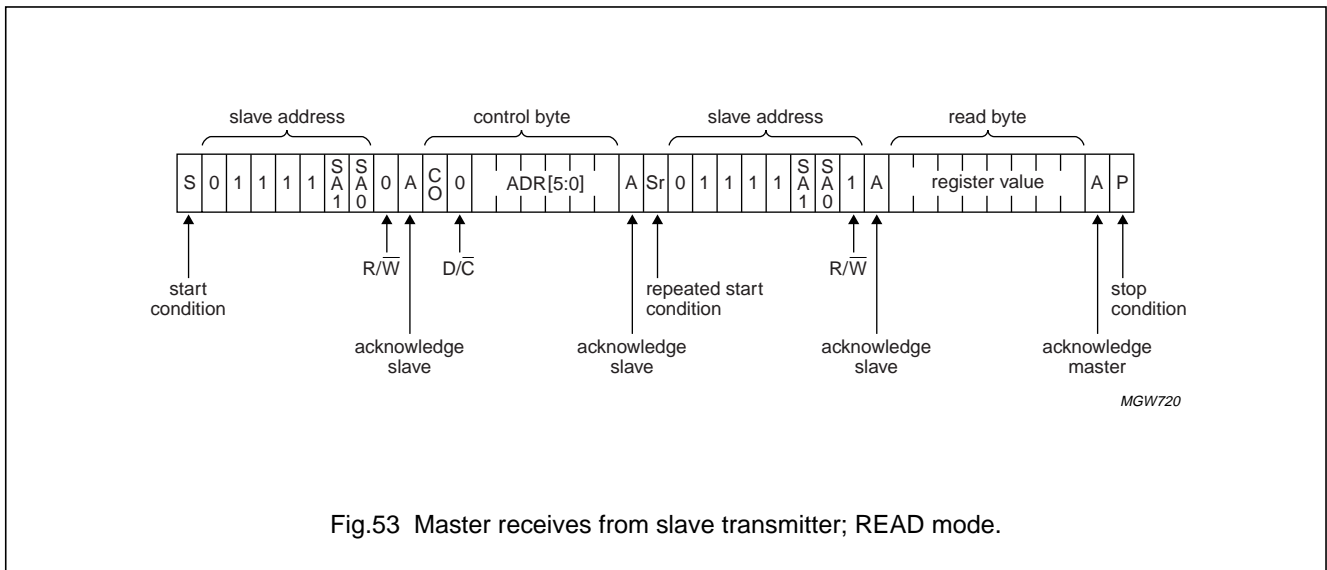 slave address control byte slave address read byte
S 0 1 1 1 1 SA1 SA0 0 A CO 0 ADR[5:0] A Sr 0 1 1 1 1 SA1 SA0 1 A register value A P
R/W̅ D/C̅ R/W̅
start condition
repeated start condition
stop condition
acknowledge slave
acknowledge slave
acknowledge slave
acknowledge master
MGW720
Fig.53 Master receives from slave transmitter; READ mode.